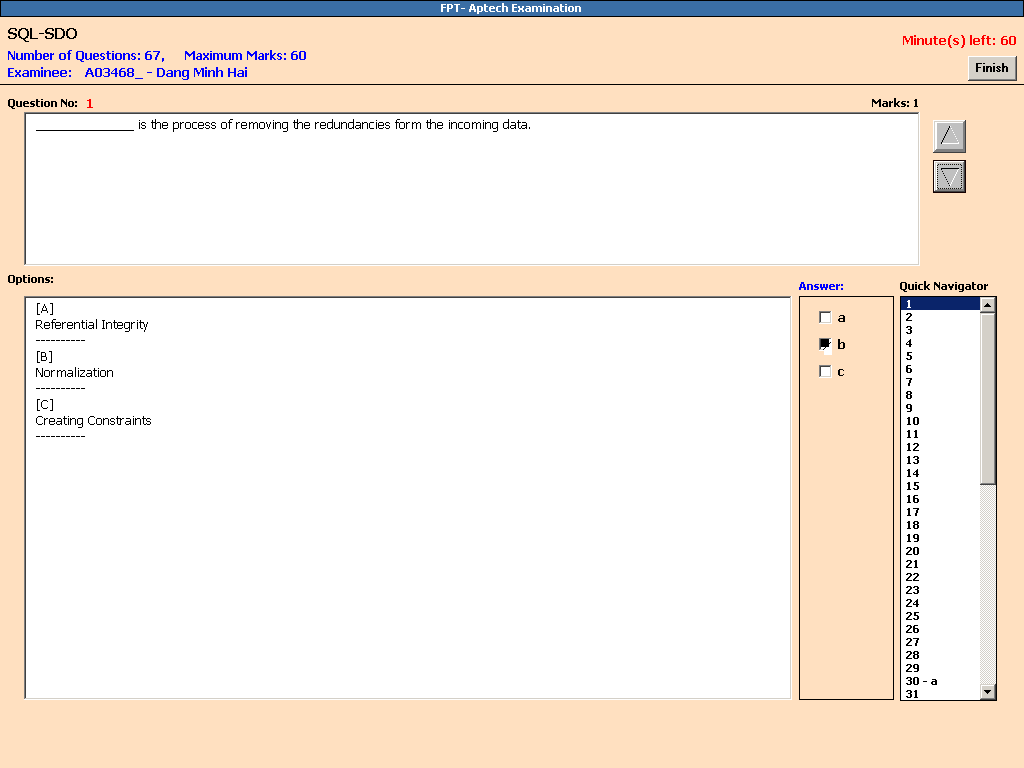 FPT- Aptech Examination
SQL-SDO
Number of Questions: 67, Maximum Marks: 60
Minute(s) left: 60
Examinee: A03468_ - Dang Minh Hai
Finish
Question No: 1
Marks: 1
_______________ is the process of removing the redundancies form the incoming data.
Options:
[A]
Referential Integrity
----------
[B]
Normalization
----------
[C]
Creating Constraints
----------
Answer:
a
b
c
Quick Navigator
1
2
3
4
5
6
7
8
9
10
11
12
13
14
15
16
17
18
19
20
21
22
23
24
25
26
27
28
29
30 - a
31